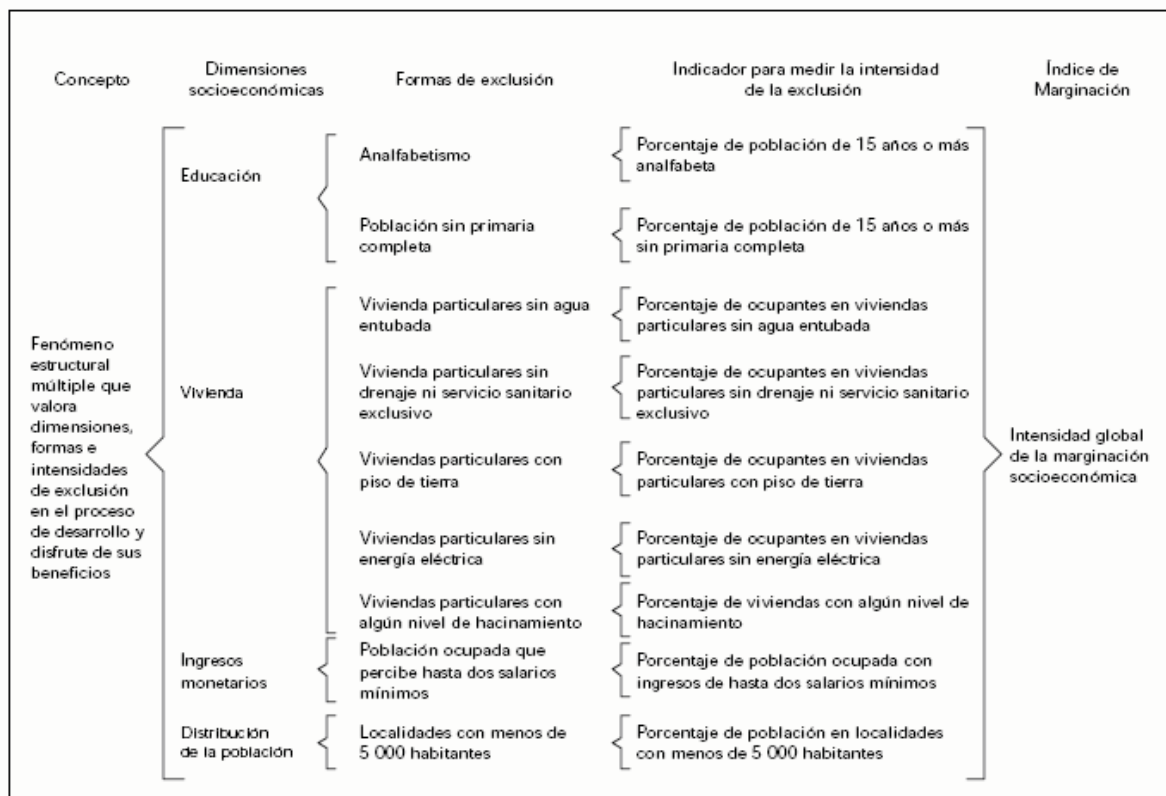 Concepto
Dimensiones
socioeconómicas
Formas de exclusión
Indicador para medir la intensidad
de la exclusión
Índice de
Marginación
Fenómeno
estructural
múltiple que
valora
dimensiones,
formas e
intensidades
de exclusión
en el proceso
de desarrollo y
disfrute de sus
beneficios
Educación
Analfabetismo
Porcentaje de población de 15 años o más
analfabeta
Población sin primaria
completa
Porcentaje de población de 15 años o más
sin primaria completa
Vivienda
Vivienda particulares sin agua
entubada
Porcentaje de ocupantes en viviendas
particulares sin agua entubada
Vivienda particulares sin
drenaje ni servicio sanitario
exclusivo
Porcentaje de ocupantes en viviendas
particulares sin drenaje ni servicio sanitario
exclusivo
Viviendas particulares con
piso de tierra
Porcentaje de ocupantes en viviendas
particulares con piso de tierra
Viviendas particulares sin
energía eléctrica
Porcentaje de ocupantes en viviendas
particulares sin energía eléctrica
Viviendas particulares con
algún nivel de hacinamiento
Porcentaje de viviendas con algún nivel de
hacinamiento
Ingresos
monetarios
Población ocupada que
percibe hasta dos salarios
mínimos
Porcentaje de población ocupada con
ingresos de hasta dos salarios mínimos
Distribución
de la población
Localidades con menos de
5 000 habitantes
Porcentaje de población en localidades
con menos de 5 000 habitantes
Intensidad global
de la marginación
socioeconómica